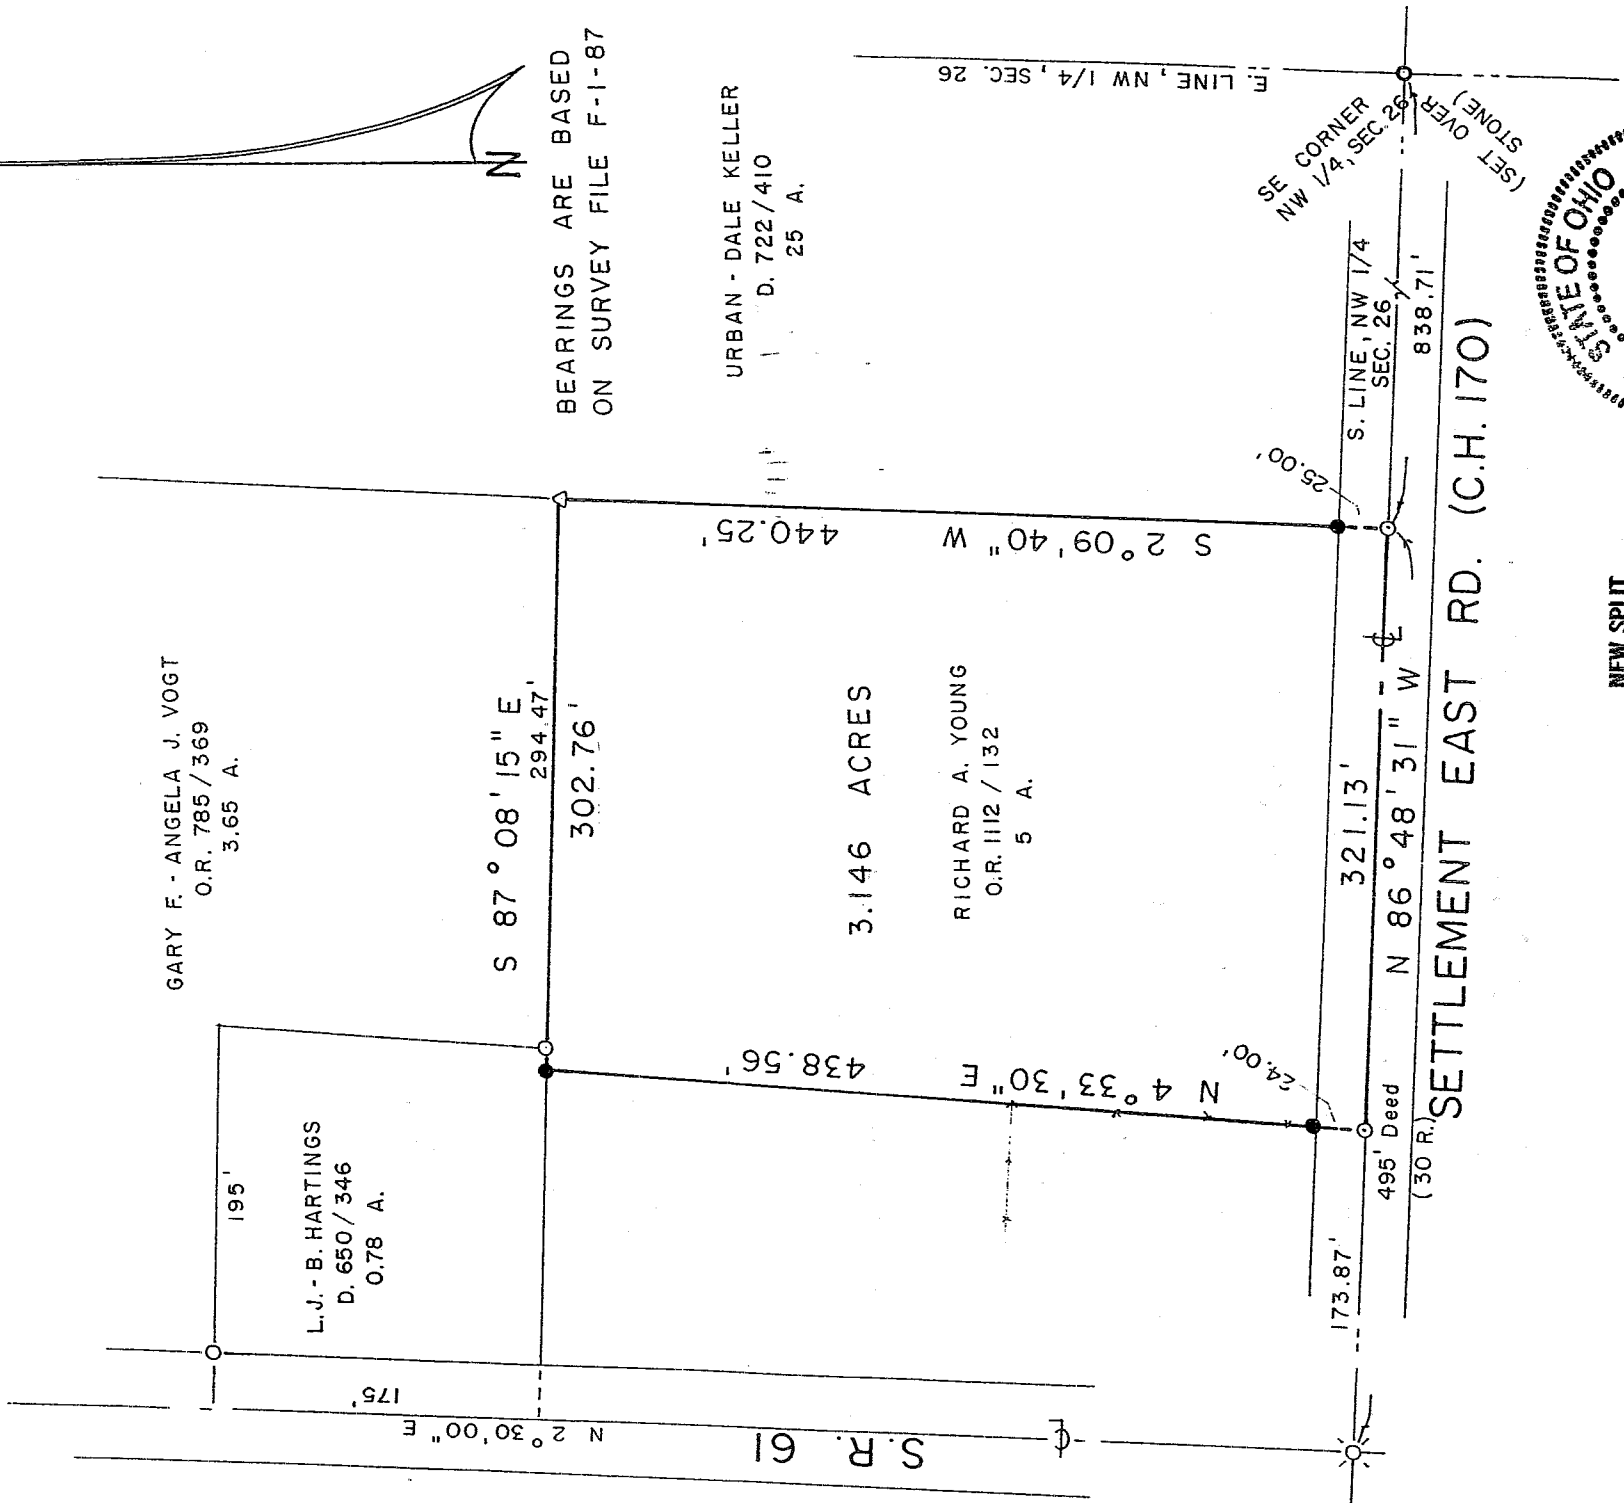 N
BEARINGS ARE BASED
ON SURVEY FILE F-1-87
URBAN - DALE KELLER
D. 722/410
25 A.
E. LINE, NW 1/4, SEC. 26
SE CORNER
NW 1/4, SEC. 26
(SET OVER
STONE)
STATE OF OHIO
GARY F. - ANGELA J. VOGT
O.R. 785/369
3.65 A.
S 87° 08' 15" E
294.47'
302.76'
S 2° 09' 40" W
440.25'
25.00'
S. LINE, NW 1/4
SEC. 26
838.71'
3.146 ACRES
RICHARD A. YOUNG
O.R. 1112 / 132
5 A.
195'
L.J. - B. HARTINGS
D. 650/346
0.78 A.
N 4° 33' 30" E
438.56'
24.00'
321.13'
N 86° 48' 31" W
495' Deed
(30 R.)
173.87'
SETTLEMENT EAST RD. (C.H. 170)
175'
N 2° 30' 00" E
S.R. 61
NEW SPLIT